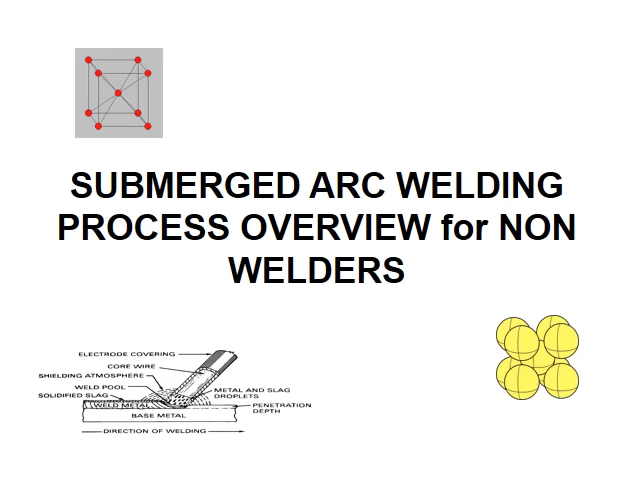 SUBMERGED ARC WELDING
PROCESS OVERVIEW for NON
WELDERS
ELECTRODE COVERING
CORE WIRE
SHIELDING ATMOSPHERE
WELD POOL
SOLIDIFIED SLAG
WELD METAL
METAL AND SLAG
DROPLETS
PENETRATION
DEPTH
BASE METAL
DIRECTION OF WELDING